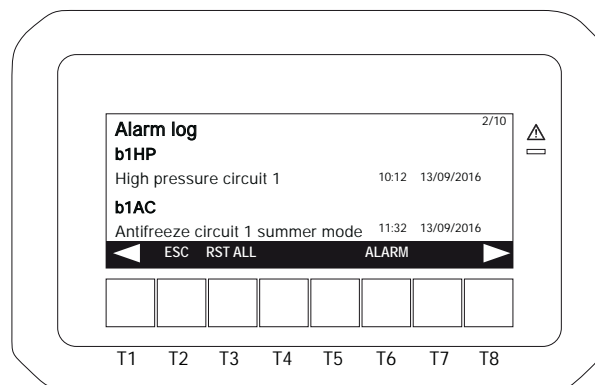 2/10
Alarm log
b1HP
High pressure circuit 1 10:12 13/09/2016
b1AC
Antifreeze circuit 1 summer mode 11:32 13/09/2016
ESC RST ALL ALARM
T1 T2 T3 T4 T5 T6 T7 T8